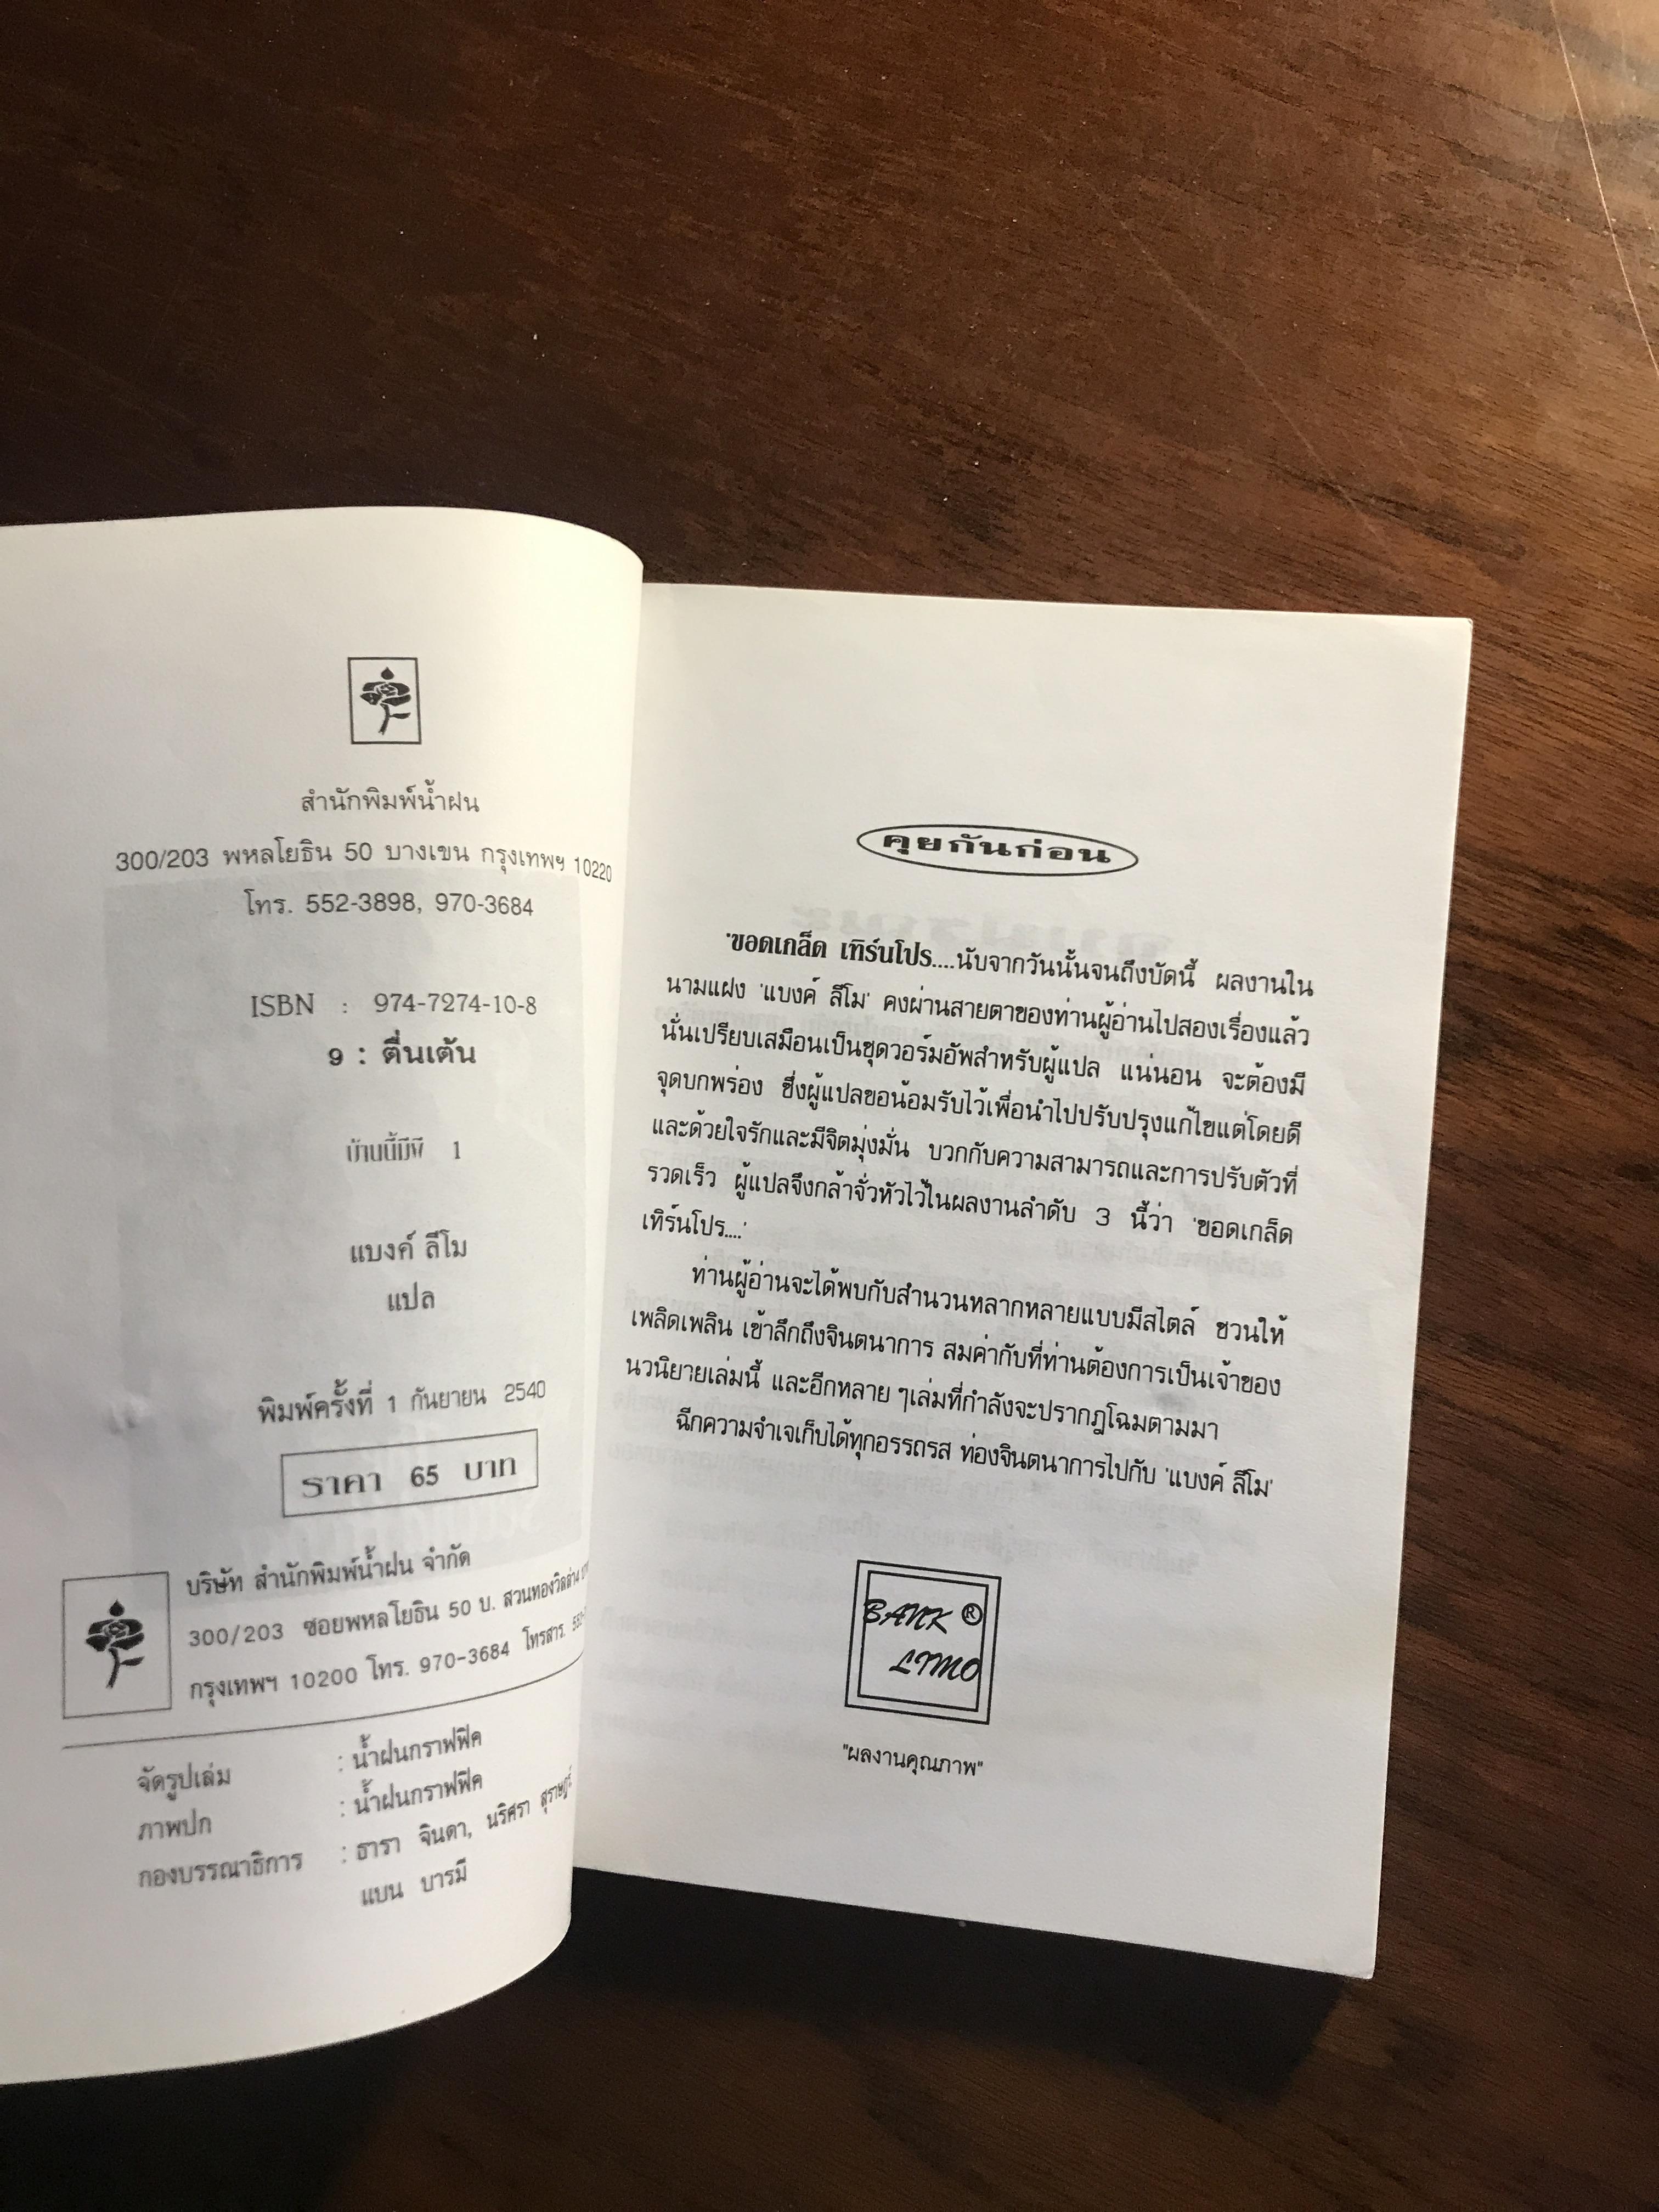 สำนักพิมพ์น้ำฝน
300/203 พหลโยธิน 50 บางเขน กรุงเทพฯ 10220
โทร. 552-3898, 970-3684
ISBN : 974-7274-10-8
9 : ตื่นเต้น
บ้านนี้มีผี 1
แบงค์ ลีโม
แปล
พิมพ์ครั้งที่ 1 กันยายน 2540
ราคา 65 บาท
บริษัท สำนักพิมพ์น้ำฝน จำกัด
300/203 ซอยพหลโยธิน 50 บ. สวนทองวิลล่า4
กรุงเทพฯ 10200 โทร. 970-3684 โทรสาร.
จัดรูปเล่ม : น้ำฝนกราฟฟิค
ภาพปก : น้ำฝนกราฟฟิค
กองบรรณาธิการ : ธารา จินดา, นริศรา สุราษฎร์
แบน บารมี
คุยกันก่อน
'ขอดเกล็ด เทิร์นโปร....นับจากวันนั้นจนถึงบัดนี้ ผลงานใน
นามแฝง 'แบงค์ ลีโม' คงผ่านสายตาของท่านผู้อ่านไปสองเรื่องแล้ว
นั่นเปรียบเสมือนเป็นชุดวอร์มอัพสำหรับผู้แปล แน่นอน จะต้องมี
จุดบกพร่อง ซึ่งผู้แปลขอน้อมรับไว้เพื่อนำไปปรับปรุงแก้ไขแต่โดยดี
และด้วยใจรักและมีจิตมุ่งมั่น บวกกับความสามารถและการปรับตัวที่
รวดเร็ว ผู้แปลจึงกล้าจั่วหัวไว้ในผลงานลำดับ 3 นี้ว่า 'ขอดเกล็ด
เทิร์นโปร....'
ท่านผู้อ่านจะได้พบกับสำนวนหลากหลายแบบมีสไตล์ ชวนให้
เพลิดเพลิน เข้าลึกถึงจินตนาการ สมค่ากับที่ท่านต้องการเป็นเจ้าของ
นวนิยายเล่มนี้ และอีกหลาย ๆเล่มที่กำลังจะปรากฎโฉมตามมา
ฉีกความจำเจเก็บได้ทุกอรรถรส ท่องจินตนาการไปกับ 'แบงค์ ลีโม'
BANK ®
LIMO
"ผลงานคุณภาพ"